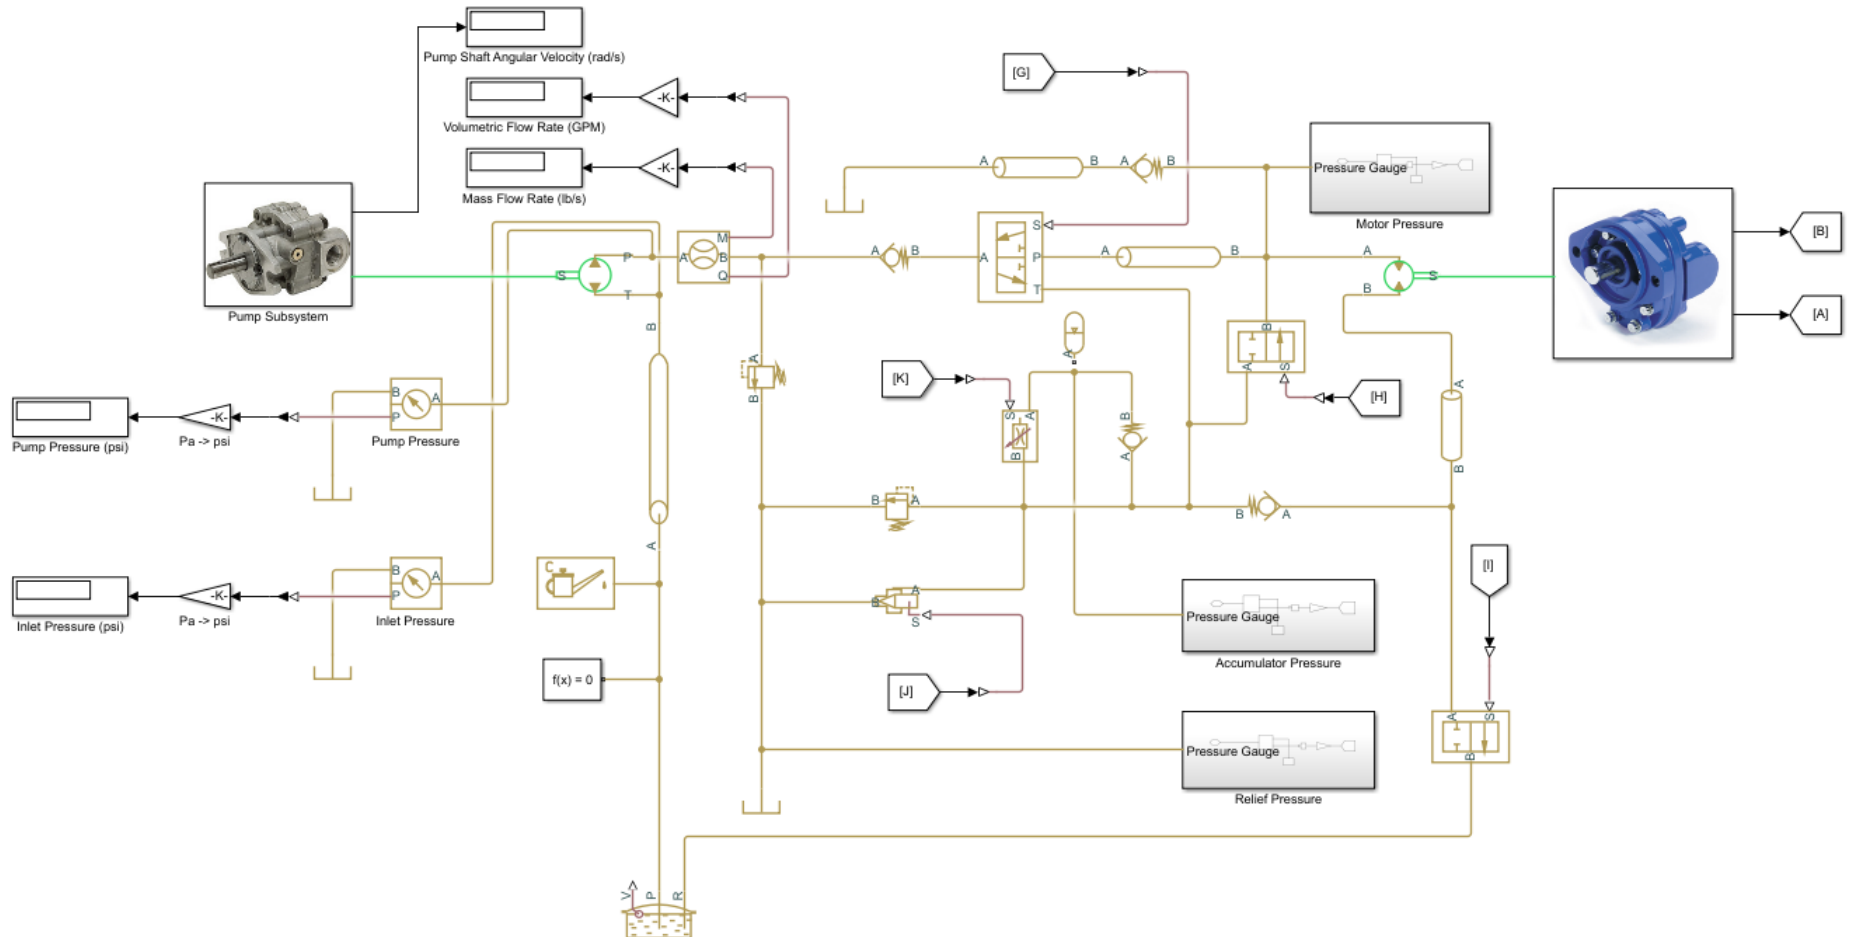 Pump Shaft Angular Velocity (rad/s)
-K-
Volumetric Flow Rate (GPM)
-K-
Mass Flow Rate (lb/s)
Pump Subsystem
S
P
T
B
A
M
B
Q
A
B
A
B
[G]
A
B
A
B
S
A
P
T
A
B
Pressure Gauge
Motor Pressure
A
B
S
[B]
[A]
B
A
S
[H]
[K]
S
A
B
A
B
A
A
B
B
A
P
Pump Pressure
-K-
Pa -> psi
Pump Pressure (psi)
B
A
B
A
A
B
A
P
Inlet Pressure
-K-
Pa -> psi
Inlet Pressure (psi)
C
f(x) = 0
A
B
S
[J]
Pressure Gauge
Accumulator Pressure
Pressure Gauge
Relief Pressure
[I]
A
S
B
V
P
R